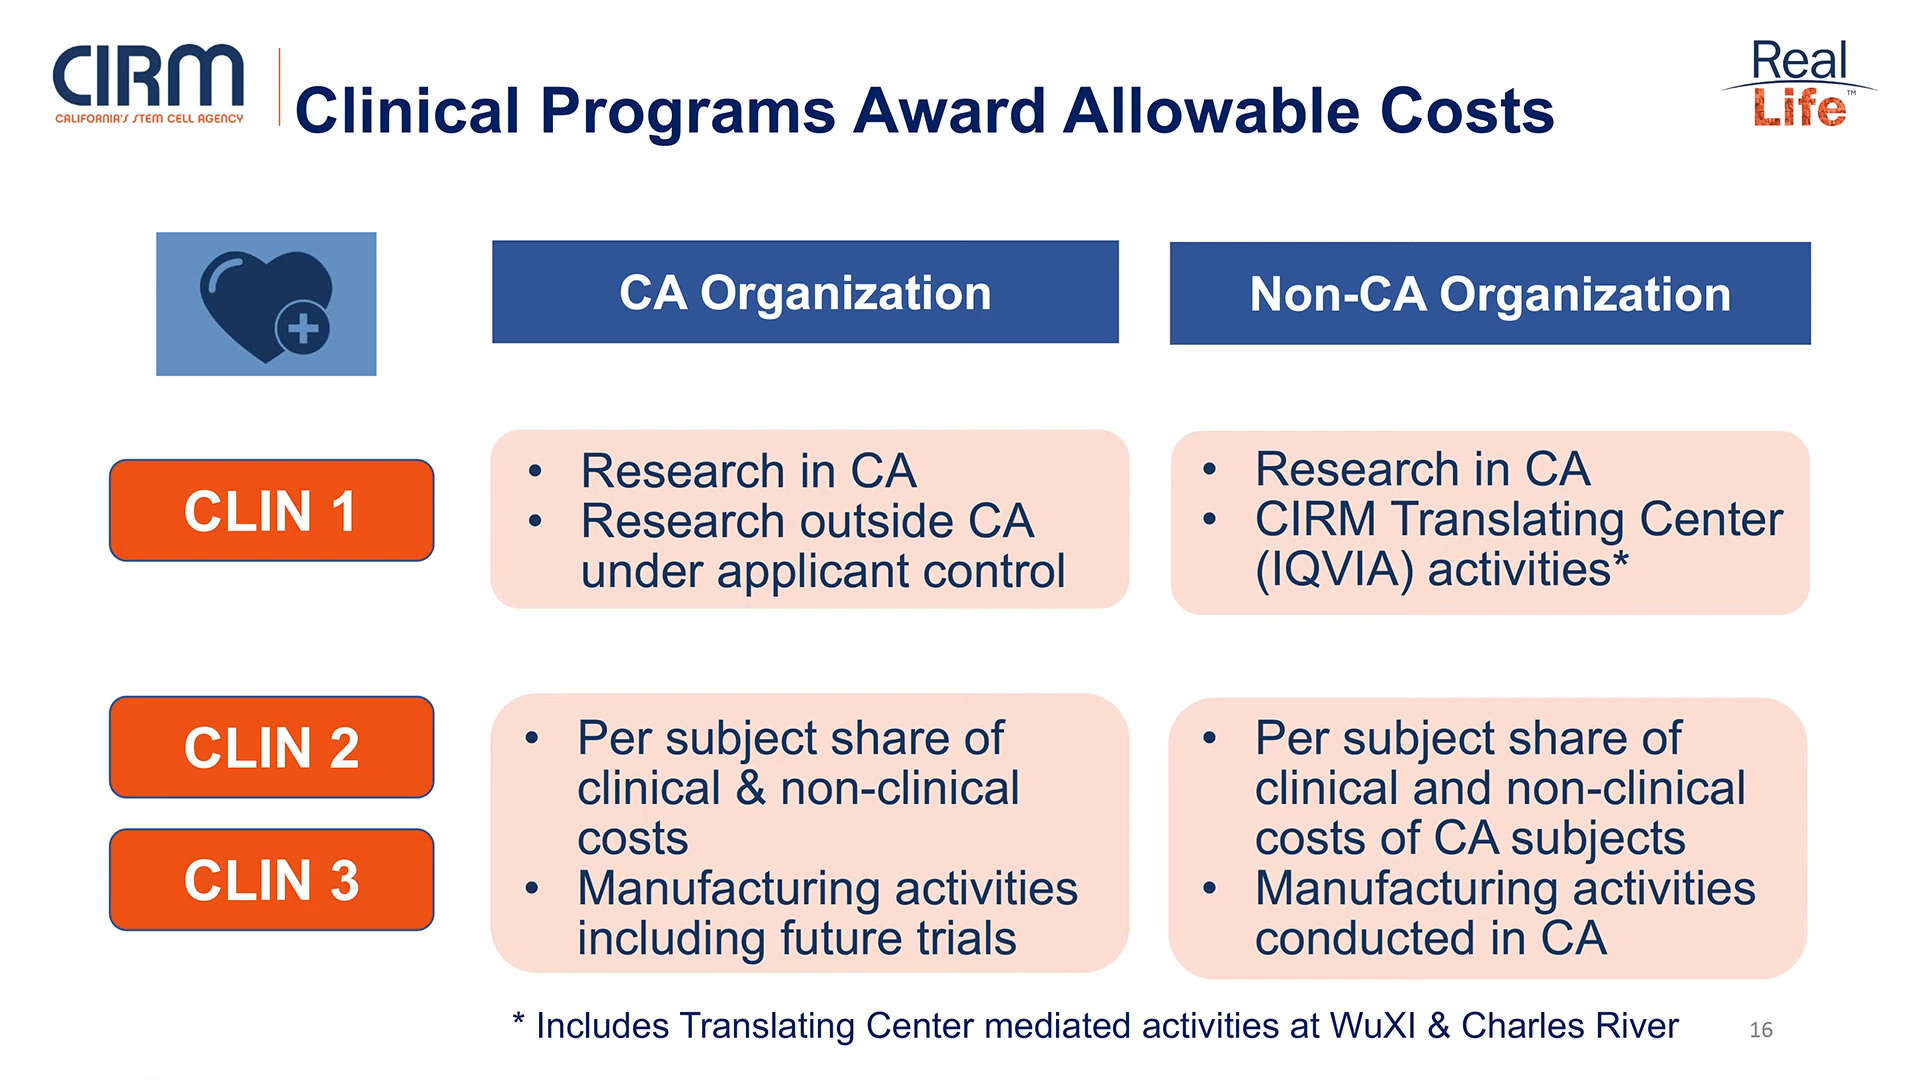 CIRM
CALIFORNIA'S STEM CELL AGENCY
Clinical Programs Award Allowable Costs
Real
Life™
CA Organization
Non-CA Organization
CLIN 1
• Research in CA
• Research outside CA
under applicant control
• Research in CA
• CIRM Translating Center
(IQVIA) activities*
CLIN 2
CLIN 3
• Per subject share of
clinical & non-clinical
costs
• Manufacturing activities
including future trials
• Per subject share of
clinical and non-clinical
costs of CA subjects
• Manufacturing activities
conducted in CA
* Includes Translating Center mediated activities at WuXI & Charles River
16